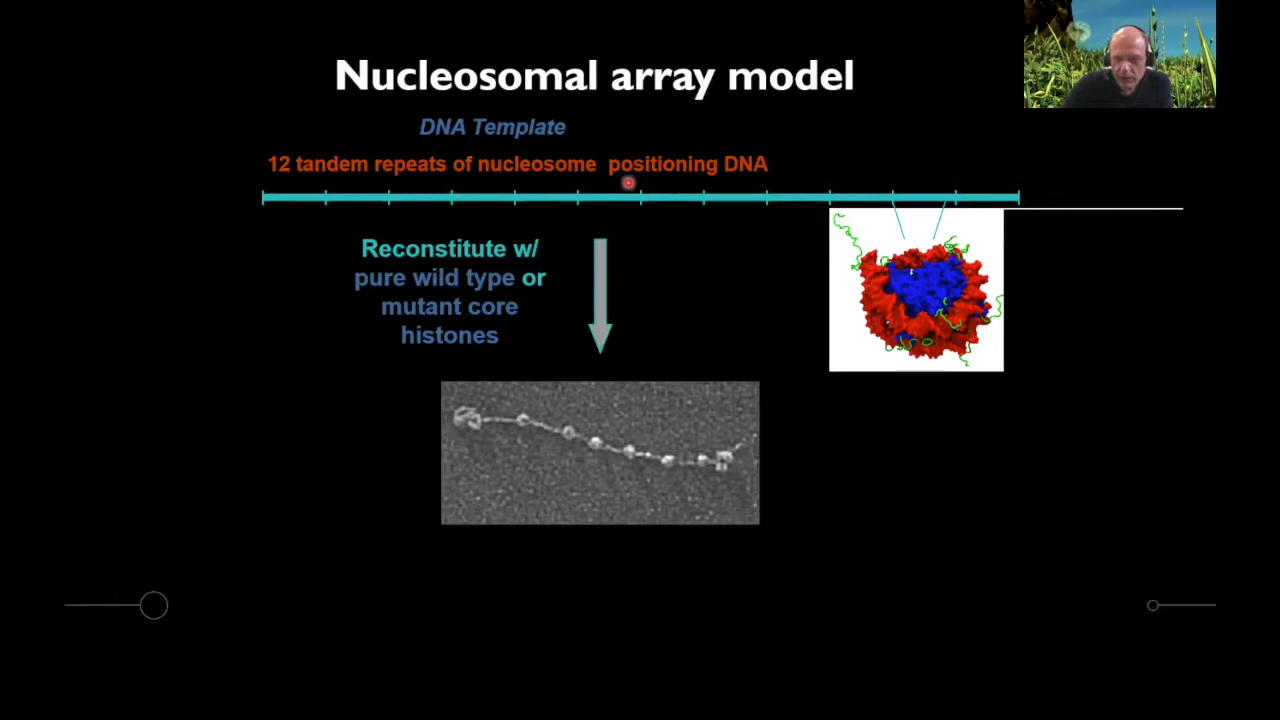 Nucleosomal array model
DNA Template
12 tandem repeats of nucleosome positioning DNA
Reconstitute w/
pure wild type or
mutant core
histones